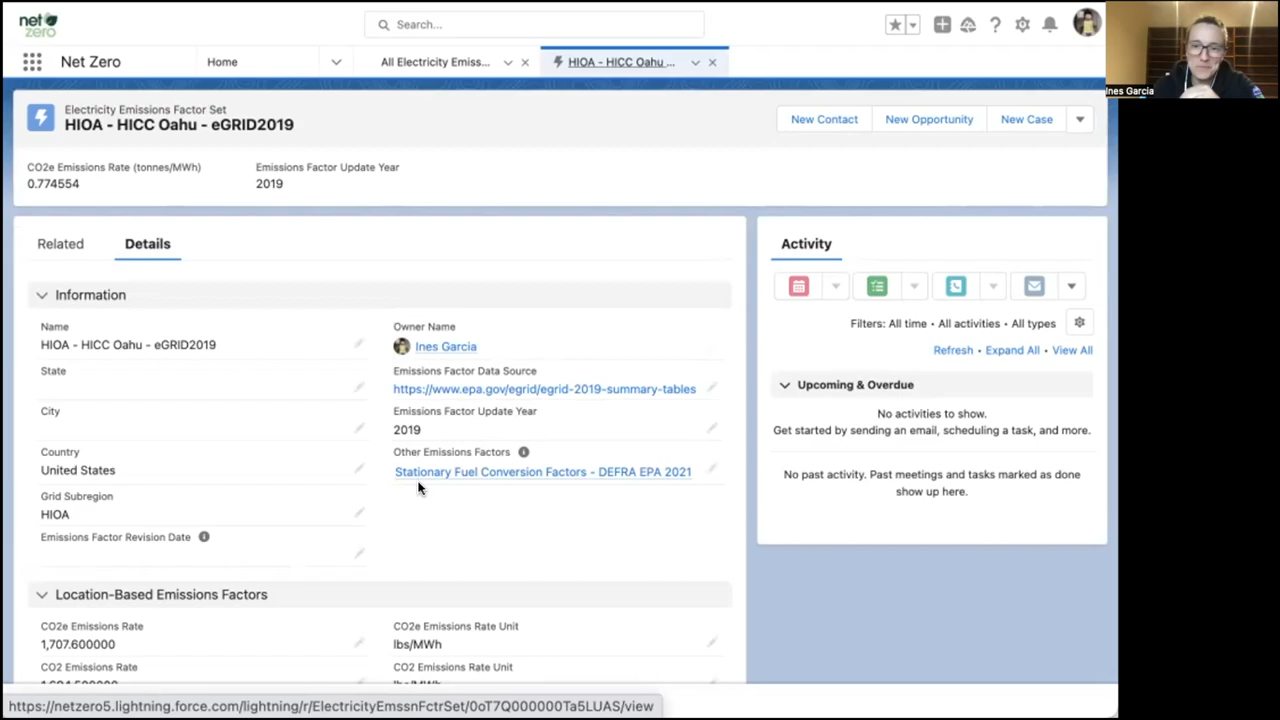 net
zero
Search...
Net Zero
Home
All Electricity Emiss...
HIOA - HICC Oahu ...
Ines Garcia
Electricity Emissions Factor Set
HIOA - HICC Oahu - eGRID2019
New Contact
New Opportunity
New Case
CO2e Emissions Rate (tonnes/MWh)
0.774554
Emissions Factor Update Year
2019
Related
Details
Information
Name
HIOA - HICC Oahu - eGRID2019
State
City
Country
United States
Grid Subregion
HIOA
Emissions Factor Revision Date
Owner Name
Ines Garcia
Emissions Factor Data Source
https://www.epa.gov/egrid/egrid-2019-summary-tables
Emissions Factor Update Year
2019
Other Emissions Factors
Stationary Fuel Conversion Factors - DEFRA EPA 2021
Location-Based Emissions Factors
CO2e Emissions Rate
1,707.600000
CO2e Emissions Rate Unit
lbs/MWh
CO2 Emissions Rate
CO2 Emissions Rate Unit
Activity
Filters: All time • All activities • All types
Refresh • Expand All • View All
Upcoming & Overdue
No activities to show.
Get started by sending an email, scheduling a task, and more.
No past activity. Past meetings and tasks marked as done
show up here.
https://netzero5.lightning.force.com/lightning/r/ElectricityEmssnFctrSet/0oT7Q000000Ta5LUAS/view